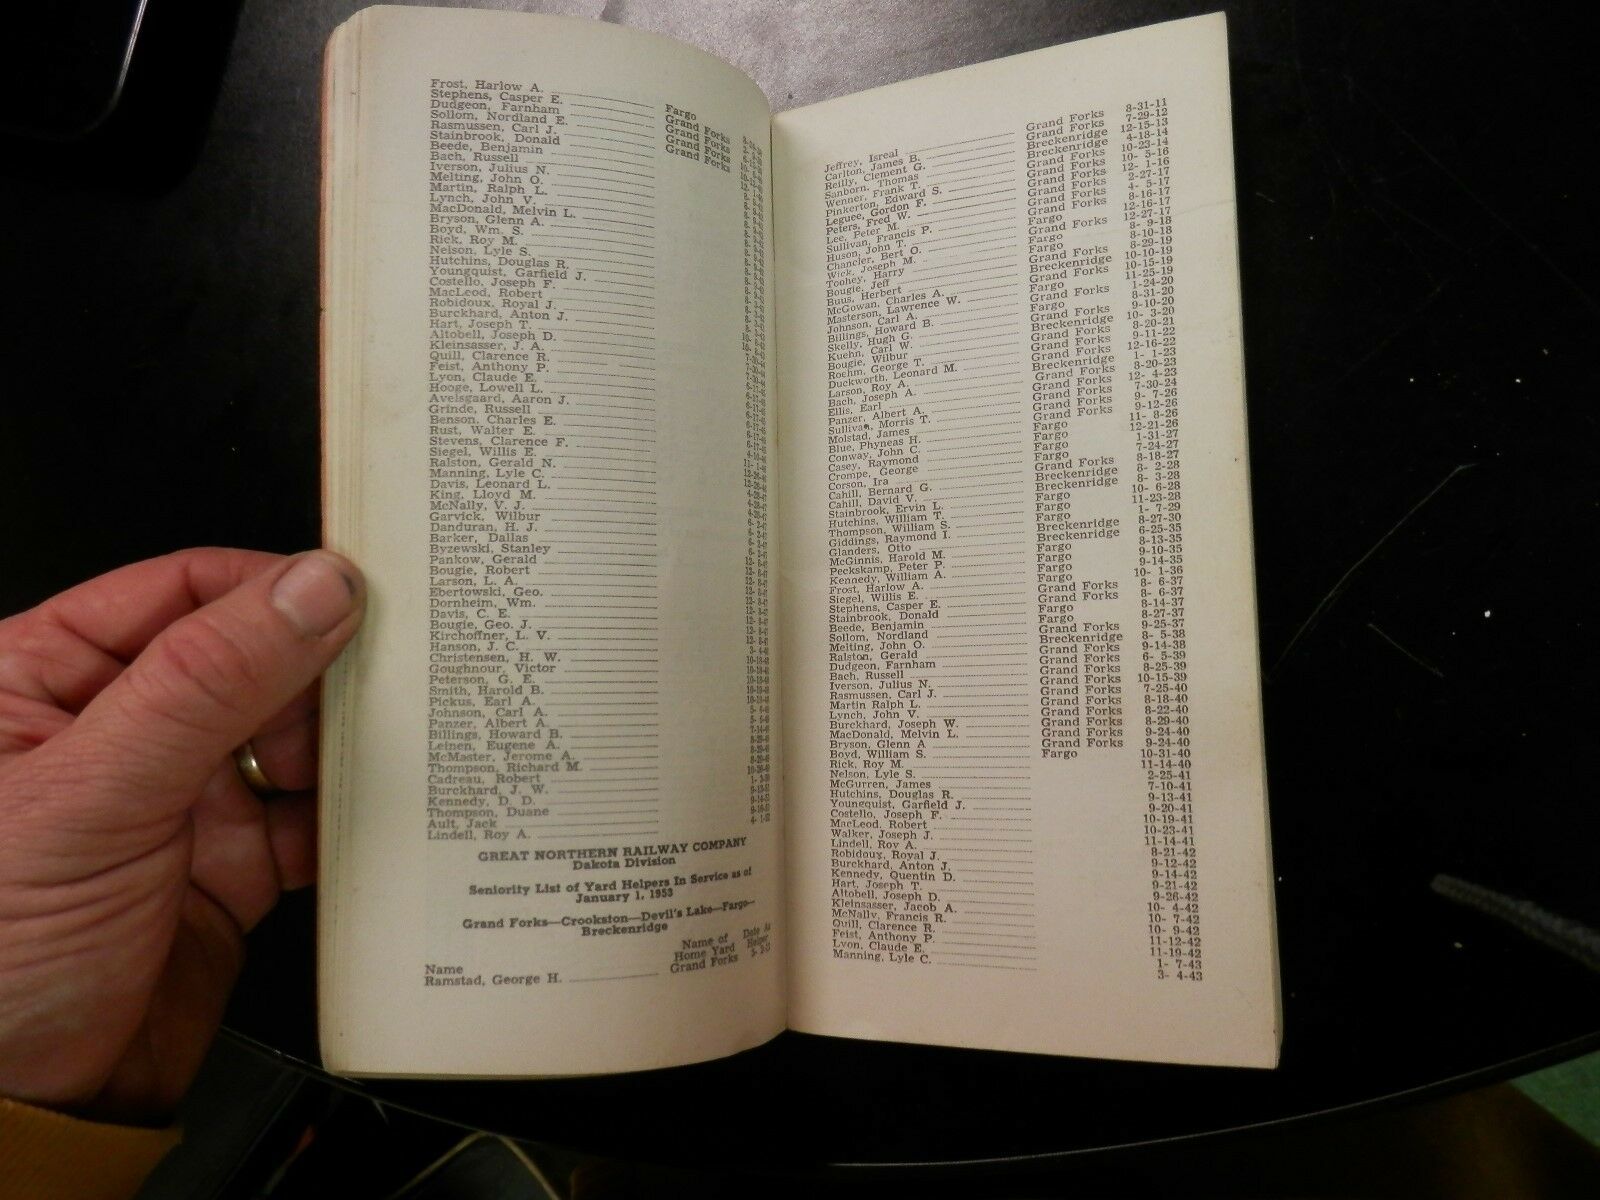 Frost, Harlow A. Fargo
Stephens, Casper E. Grand Forks
Dudgeon, Farnham Grand Forks
Sollom, Nordland E. Grand Forks
Rasmussen, Carl J. Grand Forks
Stainbrook, Donald
Beede, Benjamin
Bach, Russell
Iverson, Julius N.
Melting, John O.
Martin, Ralph L.
Lynch, John V.
MacDonald, Melvin L.
Bryson, Glenn A.
Boyd, Wm. S.
Rick, Roy M.
Nelson, Lyle S.
Hutchins, Douglas R.
Youngquist, Garfield J.
Costello, Joseph F.
MacLeod, Robert
Robidoux, Royal J.
Burckhard, Anton J.
Hart, Joseph T.
Altobell, Joseph D.
Kleinsasser, J. A.
Quill, Clarence R.
Feist, Anthony P.
Lyon, Claude E.
Hooge, Lowell L.
Avelsgaard, Aaron J.
Grinde, Russell
Benson, Charles E.
Rust, Walter E.
Stevens, Clarence F.
Siegel, Willis E.
Ralston, Gerald N.
Manning, Lyle C.
Davis, Leonard L.
King, Lloyd M.
McNally, V. J.
Garvick, Wilbur
Danduran, H. J.
Barker, Dallas
Byzewski, Stanley
Pankow, Gerald
Bougie, Robert
Larson, L. A.
Ebertowski, Geo.
Dornheim, Wm.
Davis, C. E.
Bougie, Geo. J.
Kirchoffner, L. V.
Hanson, J. C.
Christensen, H. W.
Goughnour, Victor
Peterson, G. E.
Smith, Harold B.
Pickus, Earl A.
Johnson, Carl A.
Panzer, Albert A.
Billings, Howard B.
Leinen, Eugene A.
McMaster, Jerome A.
Thompson, Richard M.
Cadreau, Robert
Burckhard, J. W.
Kennedy, D. D.
Thompson, Duane
Ault, Jack
Lindell, Roy A.
GREAT NORTHERN RAILWAY COMPANY
Dakota Division
Seniority List of Yard Helpers In Service as of
January 1, 1953
Grand Forks—Crookston—Devil's Lake—Fargo—
Breckenridge
Name of Date As
Home Yard Helper
Name
Ramstad, George H. Grand Forks
Jeffrey, Isreal Grand Forks 8-31-11
Carlton, James B. Grand Forks 7-29-12
Reilly, Clement G. Breckenridge 12-15-13
Sanborn, Thomas Grand Forks 4-18-14
Wenner, Frank T. Grand Forks 10-23-14
Pinkerton, Edward S. Grand Forks 10- 5-16
Leguee, Gordon F. Grand Forks 12- 1-16
Peters, Fred W. Grand Forks 2-27-17
Lee, Peter M. Grand Forks 4- 5-17
Sullivan, Francis P. Fargo 8-16-17
Huson, John T. Grand Forks 12-16-17
Chancler, Bert O. Fargo 12-27-17
Wick, Joseph M. Fargo 8- 9-18
Toohey, Harry Grand Forks 8-10-18
Bougie, Jeff Breckenridge 8-29-19
Buus, Herbert Grand Forks 10-10-19
McGowan, Charles A. Fargo 10-15-19
Masterson, Lawrence W. Grand Forks 11-25-19
Johnson, Carl A. Fargo 1-24-20
Billings, Howard B. Grand Forks 8-31-20
Skelly, Hugh G. Breckenridge 9-10-20
Kuehn, Carl W. Grand Forks 10- 3-20
Bougie, Wilbur Grand Forks 8-20-21
Roehm, George T. Breckenridge 9-11-22
Duckworth, Leonard M. Grand Forks 12-16-22
Larson, Roy A. Grand Forks 1- 1-23
Bach, Joseph A. Grand Forks 8-20-23
Ellis, Earl Grand Forks 12- 4-23
Panzer, Albert A. Grand Forks 7-30-24
Sullivan, Morris T. Grand Forks 9- 7-26
Molstad, James Fargo 9-12-26
Blue, Phyneas H. Fargo 11- 8-26
Conway, John C. Fargo 12-21-26
Casey, Raymond Fargo 1-31-27
Crompe, George Grand Forks 7-24-27
Corson, Ira Breckenridge 8-18-27
Cahill, Bernard G. Breckenridge 8- 2-28
Cahill, David V. Fargo 8- 3-28
Stainbrook, Ervin L. Fargo 10- 6-28
Hutchins, William T. Fargo 11-23-28
Thompson, William S. Breckenridge 1- 7-29
Giddings, Raymond I. Breckenridge 8-27-30
Glanders, Otto Fargo 6-25-35
McGinnis, Harold M. Fargo 8-13-35
Peckskamp, Peter P. Fargo 9-10-35
Kennedy, William A. Fargo 9-14-35
Frost, Harlow A. Grand Forks 10- 1-36
Siegel, Willis E. Grand Forks 8- 6-37
Stephens, Casper E. Fargo 8- 6-37
Stainbrook, Donald Fargo 8-14-37
Beede, Benjamin Grand Forks 8-27-37
Sollom, Nordland Breckenridge 9-25-37
Melting, John O. Grand Forks 8- 5-38
Ralston, Gerald Grand Forks 9-14-38
Dudgeon, Farnham Grand Forks 6- 5-39
Bach, Russell Grand Forks 8-25-39
Iverson, Julius N. Grand Forks 10-15-39
Rasmussen, Carl J. Grand Forks 7-25-40
Martin Ralph L. Grand Forks 8-18-40
Lynch, John V. Grand Forks 8-22-40
Burckhard, Joseph W. Grand Forks 8-29-40
MacDonald, Melvin L. Grand Forks 9-24-40
Bryson, Glenn A Grand Forks 9-24-40
Boyd, William S. Fargo 10-31-40
Rick, Roy M. 11-14-40
Nelson, Lyle S. 2-25-41
McGurren, James 7-10-41
Hutchins, Douglas R. 9-13-41
Youngquist, Garfield J. 9-20-41
Costello, Joseph F. 10-19-41
MacLeod, Robert 10-23-41
Walker, Joseph J. 11-14-41
Lindell, Roy A. 8-21-42
Robidoux, Royal J. 9-12-42
Burckhard, Anton J. 9-14-42
Kennedy, Quentin D. 9-21-42
Hart, Joseph T. 9-26-42
Altobell, Joseph D. 10- 4-42
Kleinsasser, Jacob A. 10- 7-42
McNally, Francis R. 10- 9-42
Quill, Clarence R. 11-12-42
Feist, Anthony P. 11-19-42
Lyon, Claude E. 1- 7-43
Manning, Lyle C. 3- 4-43